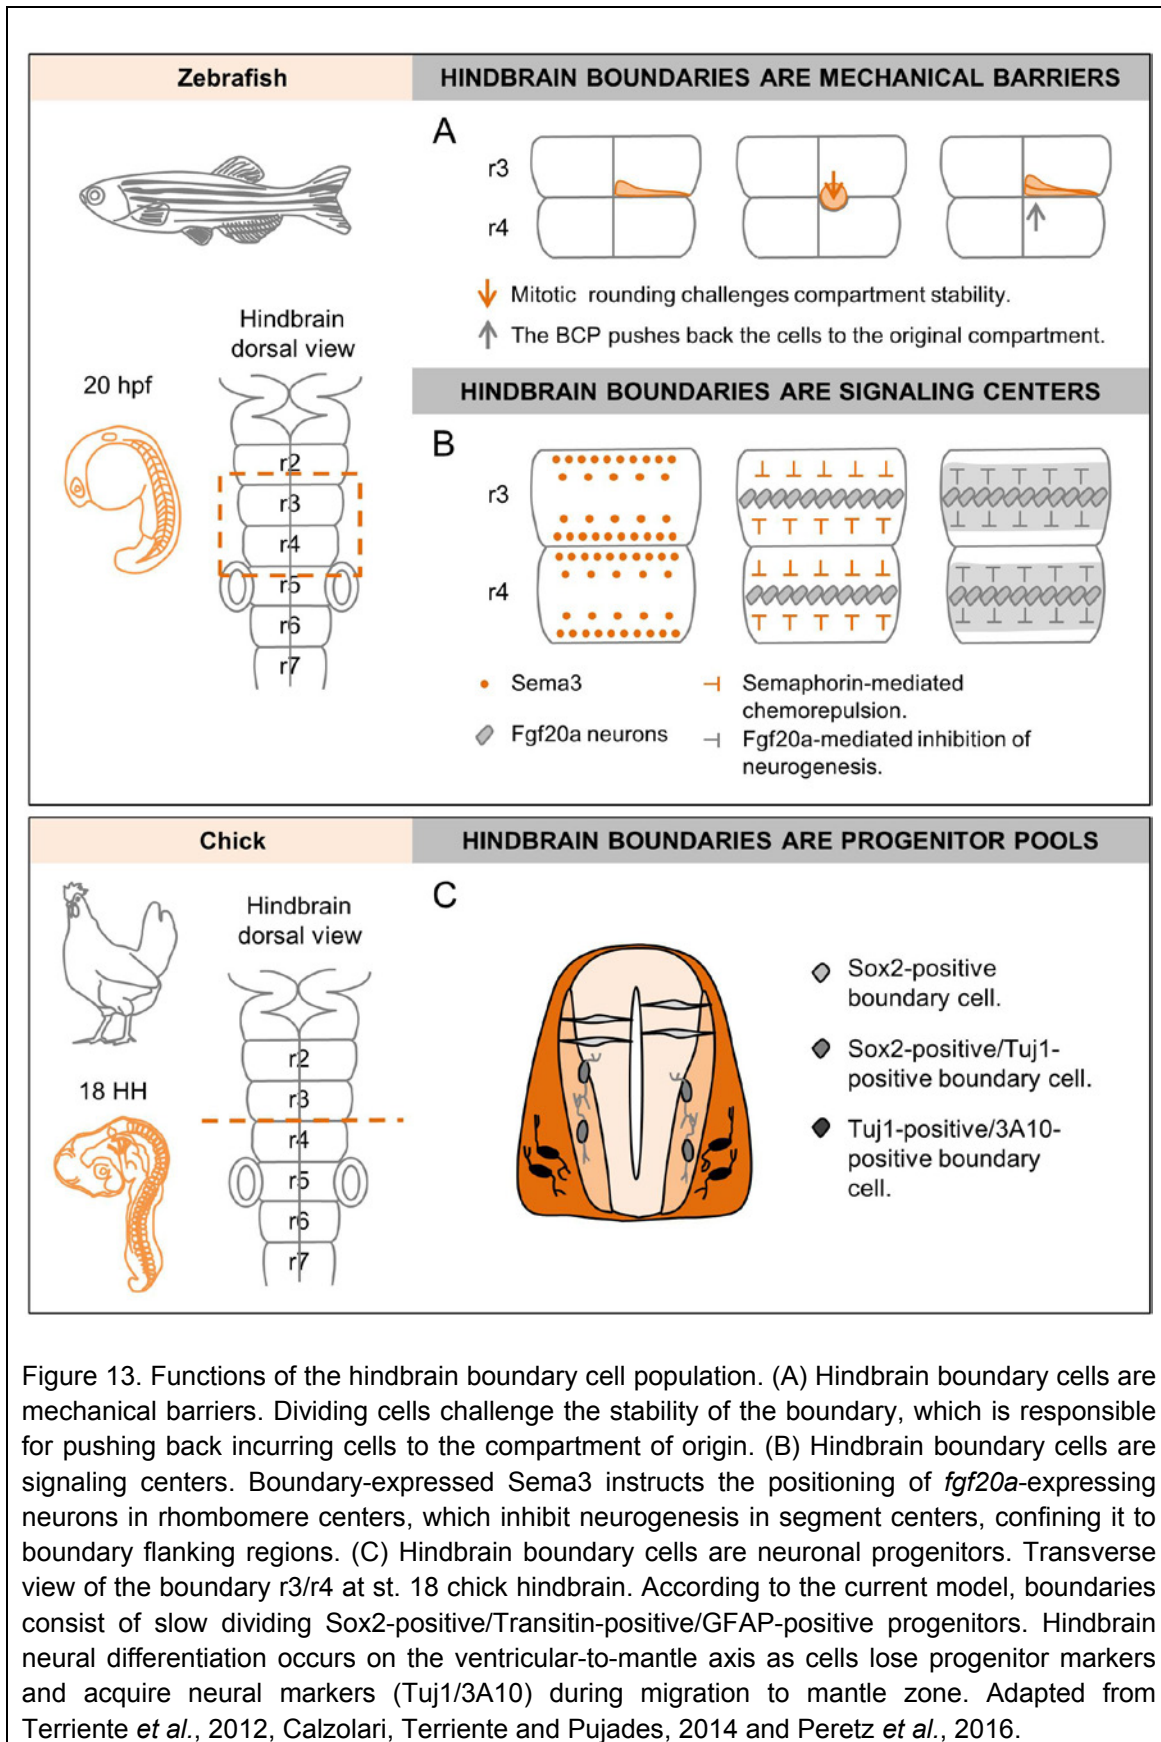 Zebrafish
HINDBRAIN BOUNDARIES ARE MECHANICAL BARRIERS
A
r3
r4
Mitotic rounding challenges compartment stability.
The BCP pushes back the cells to the original compartment.
Hindbrain
dorsal view
20 hpf
r2
r3
r4
r5
r6
r7
HINDBRAIN BOUNDARIES ARE SIGNALING CENTERS
B
r3
r4
Sema3
Fgf20a neurons
Semaphorin-mediated
chemorepulsion.
Fgf20a-mediated inhibition of
neurogenesis.
Chick
HINDBRAIN BOUNDARIES ARE PROGENITOR POOLS
Hindbrain
dorsal view
18 HH
r2
r3
r4
r5
r6
r7
C
Sox2-positive
boundary cell.
Sox2-positive/Tuj1-
positive boundary cell.
Tuj1-positive/3A10-
positive boundary
cell.
Figure 13. Functions of the hindbrain boundary cell population. (A) Hindbrain boundary cells are
mechanical barriers. Dividing cells challenge the stability of the boundary, which is responsible
for pushing back incurring cells to the compartment of origin. (B) Hindbrain boundary cells are
signaling centers. Boundary-expressed Sema3 instructs the positioning of fgf20a-expressing
neurons in rhombomere centers, which inhibit neurogenesis in segment centers, confining it to
boundary flanking regions. (C) Hindbrain boundary cells are neuronal progenitors. Transverse
view of the boundary r3/r4 at st. 18 chick hindbrain. According to the current model, boundaries
consist of slow dividing Sox2-positive/Transitin-positive/GFAP-positive progenitors. Hindbrain
neural differentiation occurs on the ventricular-to-mantle axis as cells lose progenitor markers
and acquire neural markers (Tuj1/3A10) during migration to mantle zone. Adapted from
Terriente et al., 2012, Calzolari, Terriente and Pujades, 2014 and Peretz et al., 2016.